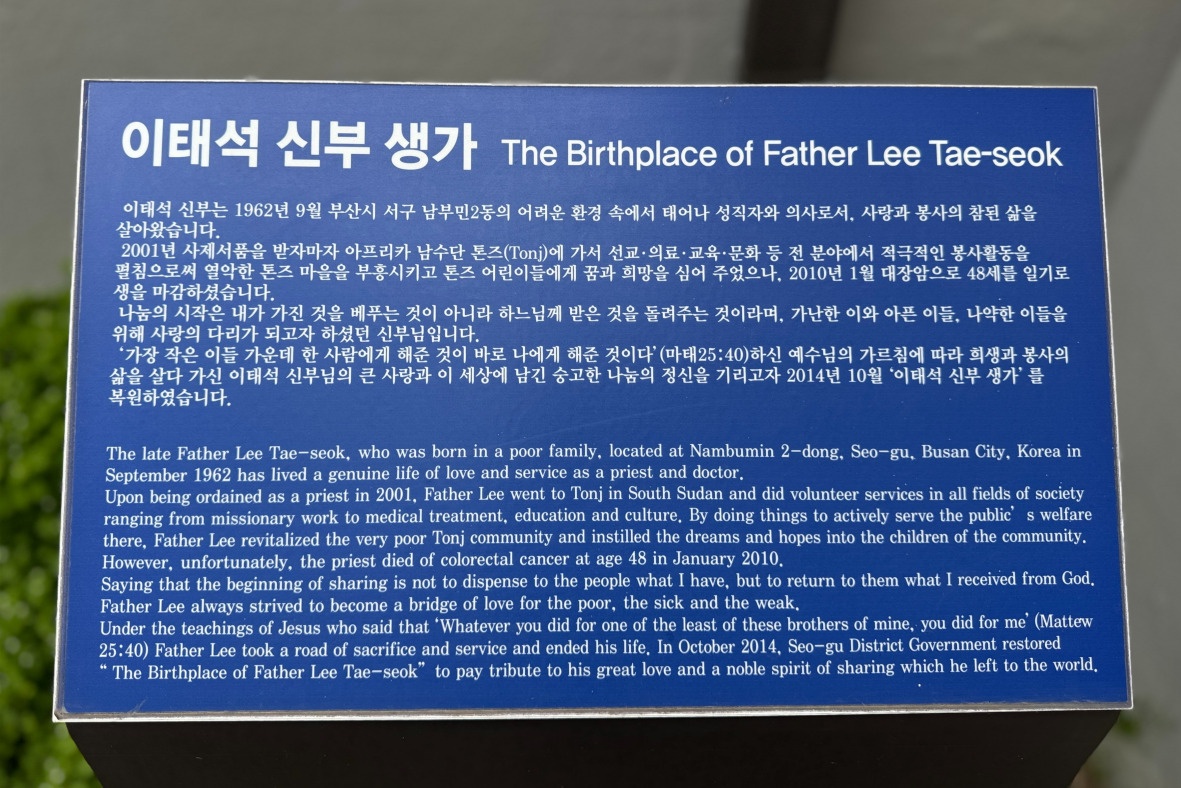 이태석 신부 생가 The Birthplace of Father Lee Tae-seok
이태석 신부는 1962년 9월 부산시 서구 남부민2동의 어려운 환경 속에서 태어나 성직자와 의사로서, 사랑과 봉사의 참된 삶을
살아왔습니다.
2001년 사제서품을 받자마자 아프리카 남수단 톤즈(Tonj)에 가서 선교·의료·교육·문화 등 전 분야에서 적극적인 봉사활동을
펼침으로써 열악한 톤즈 마을을 부흥시키고 톤즈 어린이들에게 꿈과 희망을 심어 주었으나, 2010년 1월 대장암으로 48세를 일기로
생을 마감하셨습니다.
나눔의 시작은 내가 가진 것을 베푸는 것이 아니라 하느님께 받은 것을 돌려주는 것이라며, 가난한 이와 아픈 이들, 나약한 이들을
위해 사랑의 다리가 되고자 하셨던 신부님입니다.
‘가장 작은 이들 가운데 한 사람에게 해준 것이 바로 나에게 해준 것이다’(마태25:40)하신 예수님의 가르침에 따라 희생과 봉사의
삶을 살다 가신 이태석 신부님의 큰 사랑과 이 세상에 남긴 숭고한 나눔의 정신을 기리고자 2014년 10월 ‘이태석 신부 생가’ 를
복원하였습니다.
The late Father Lee Tae-seok, who was born in a poor family, located at Nambumin 2-dong, Seo-gu, Busan City, Korea in
September 1962 has lived a genuine life of love and service as a priest and doctor.
Upon being ordained as a priest in 2001, Father Lee went to Tonj in South Sudan and did volunteer services in all fields of society
ranging from missionary work to medical treatment, education and culture. By doing things to actively serve the public’ s welfare
there, Father Lee revitalized the very poor Tonj community and instilled the dreams and hopes into the children of the community.
However, unfortunately, the priest died of colorectal cancer at age 48 in January 2010.
Saying that the beginning of sharing is not to dispense to the people what I have, but to return to them what I received from God,
Father Lee always strived to become a bridge of love for the poor, the sick and the weak.
Under the teachings of Jesus who said that ‘Whatever you did for one of the least of these brothers of mine, you did for me’ (Mattew
25:40) Father Lee took a road of sacrifice and service and ended his life. In October 2014, Seo-gu District Government restored
“ The Birthplace of Father Lee Tae-seok” to pay tribute to his great love and a noble spirit of sharing which he left to the world.